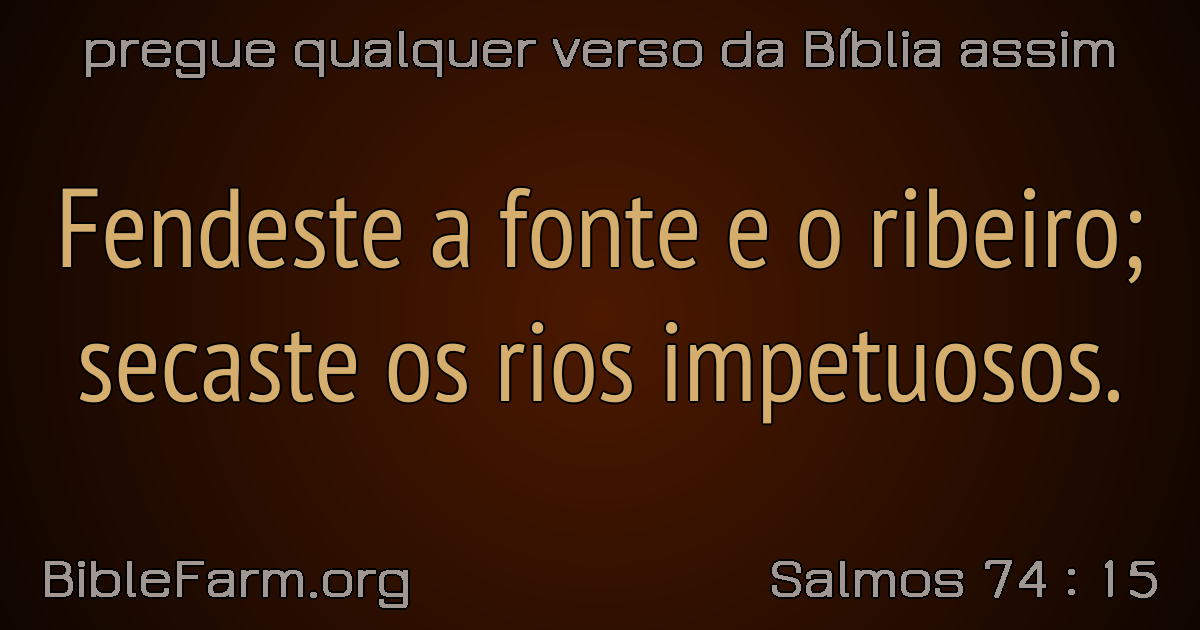 pregue qualquer verso da Bíblia assim
Fendeste a fonte e o ribeiro;
secaste os rios impetuosos.
BibleFarm.org
Salmos 74 : 15